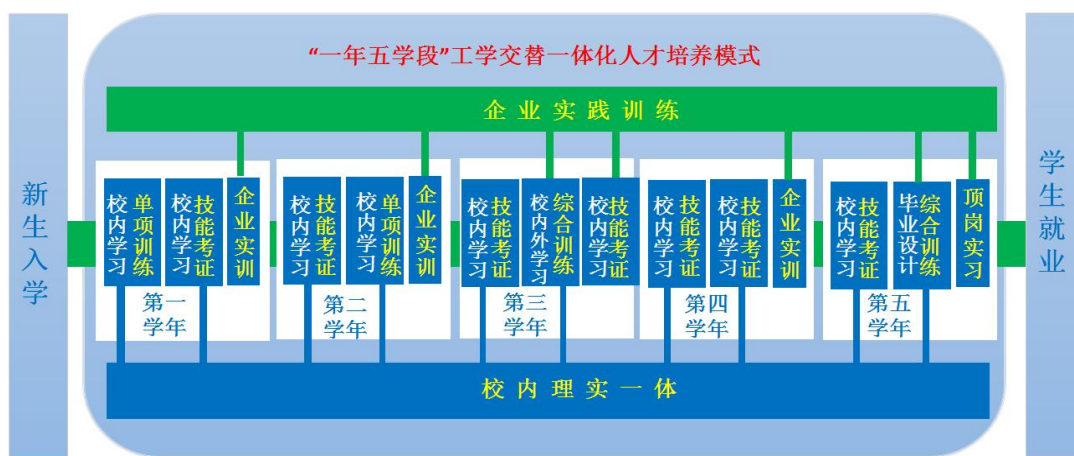 “一年五学段”工学交替一体化人才培养模式
企业实践训练
新生入学
校内学习
单项训练
校内学习
技能考证
企业实训
第一
学年
校内学习
技能考证
校内学习
单项训练
企业实训
第二
学年
校内学习
技能考证
校内外学习
综合训练
校内学习
技能考证
第三
学年
校内学习
技能考证
校内学习
技能考证
企业实训
第四
学年
校内学习
技能考证
毕业设计
综合训练
顶岗实习
第五
学年
学生就业
校内理实一体